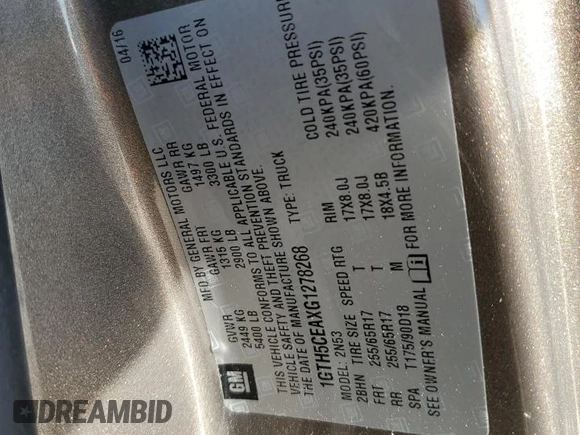 GM
MFD BY GENERAL MOTORS LLC
04/16
GVWR GAWR FRT GAWR RR
2449 KG 1315 KG 1497 KG
5400 LB 2900 LB 3300 LB
THIS VEHICLE CONFORMS TO ALL APPLICABLE U.S. FEDERAL MOTOR
VEHICLE SAFETY AND THEFT PREVENTION STANDARDS IN EFFECT ON
THE DATE OF MANUFACTURE SHOWN ABOVE.
1GTH5CEAXG1278268 TYPE: TRUCK
MODEL: 2N53
2BHN TIRE SIZE SPEED RTG RIM COLD TIRE PRESSURE
FRT 255/65R17 T 17X8.0J 240KPA(35PSI)
RR 255/65R17 T 17X8.0J 240KPA(35PSI)
SPA T175/90D18 M 18X4.5B 420KPA(60PSI)
SEE OWNER'S MANUAL i FOR MORE INFORMATION.
DREAMBID